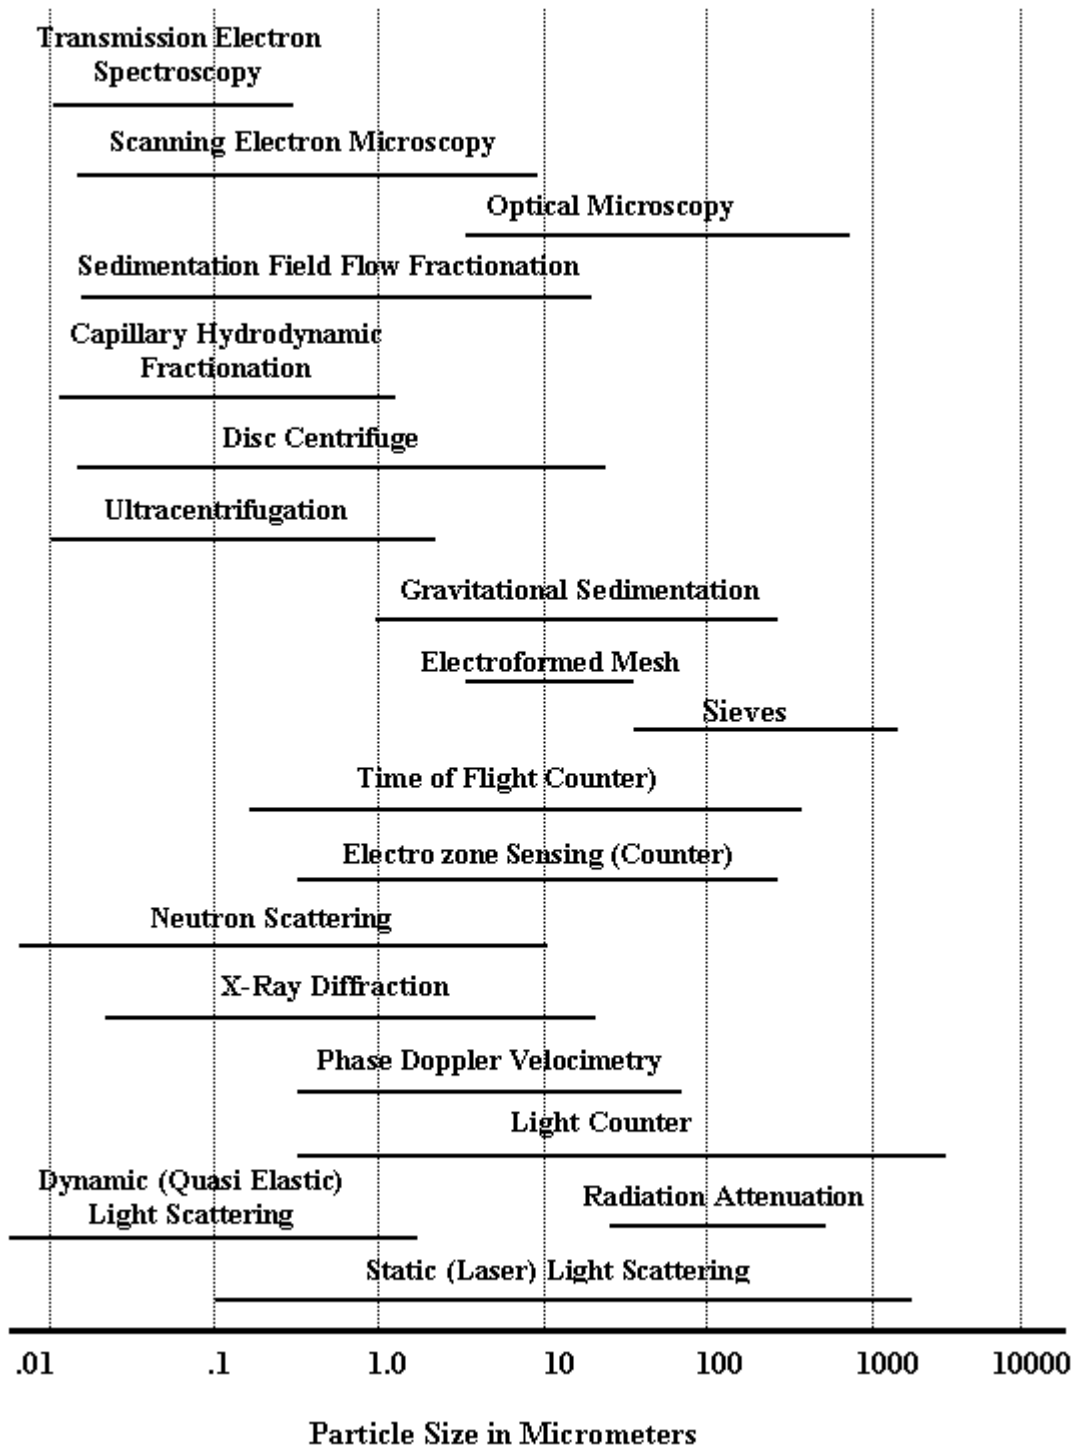 Transmission Electron
Spectroscopy
Scanning Electron Microscopy
Optical Microscopy
Sedimentation Field Flow Fractionation
Capillary Hydrodynamic
Fractionation
Disc Centrifuge
Ultracentrifugation
Gravitational Sedimentation
Electroformed Mesh
Sieves
Time of Flight Counter)
Electro zone Sensing (Counter)
Neutron Scattering
X-Ray Diffraction
Phase Doppler Velocimetry
Light Counter
Dynamic (Quasi Elastic)
Light Scattering
Radiation Attenuation
Static (Laser) Light Scattering
.01 .1 1.0 10 100 1000 10000
Particle Size in Micrometers